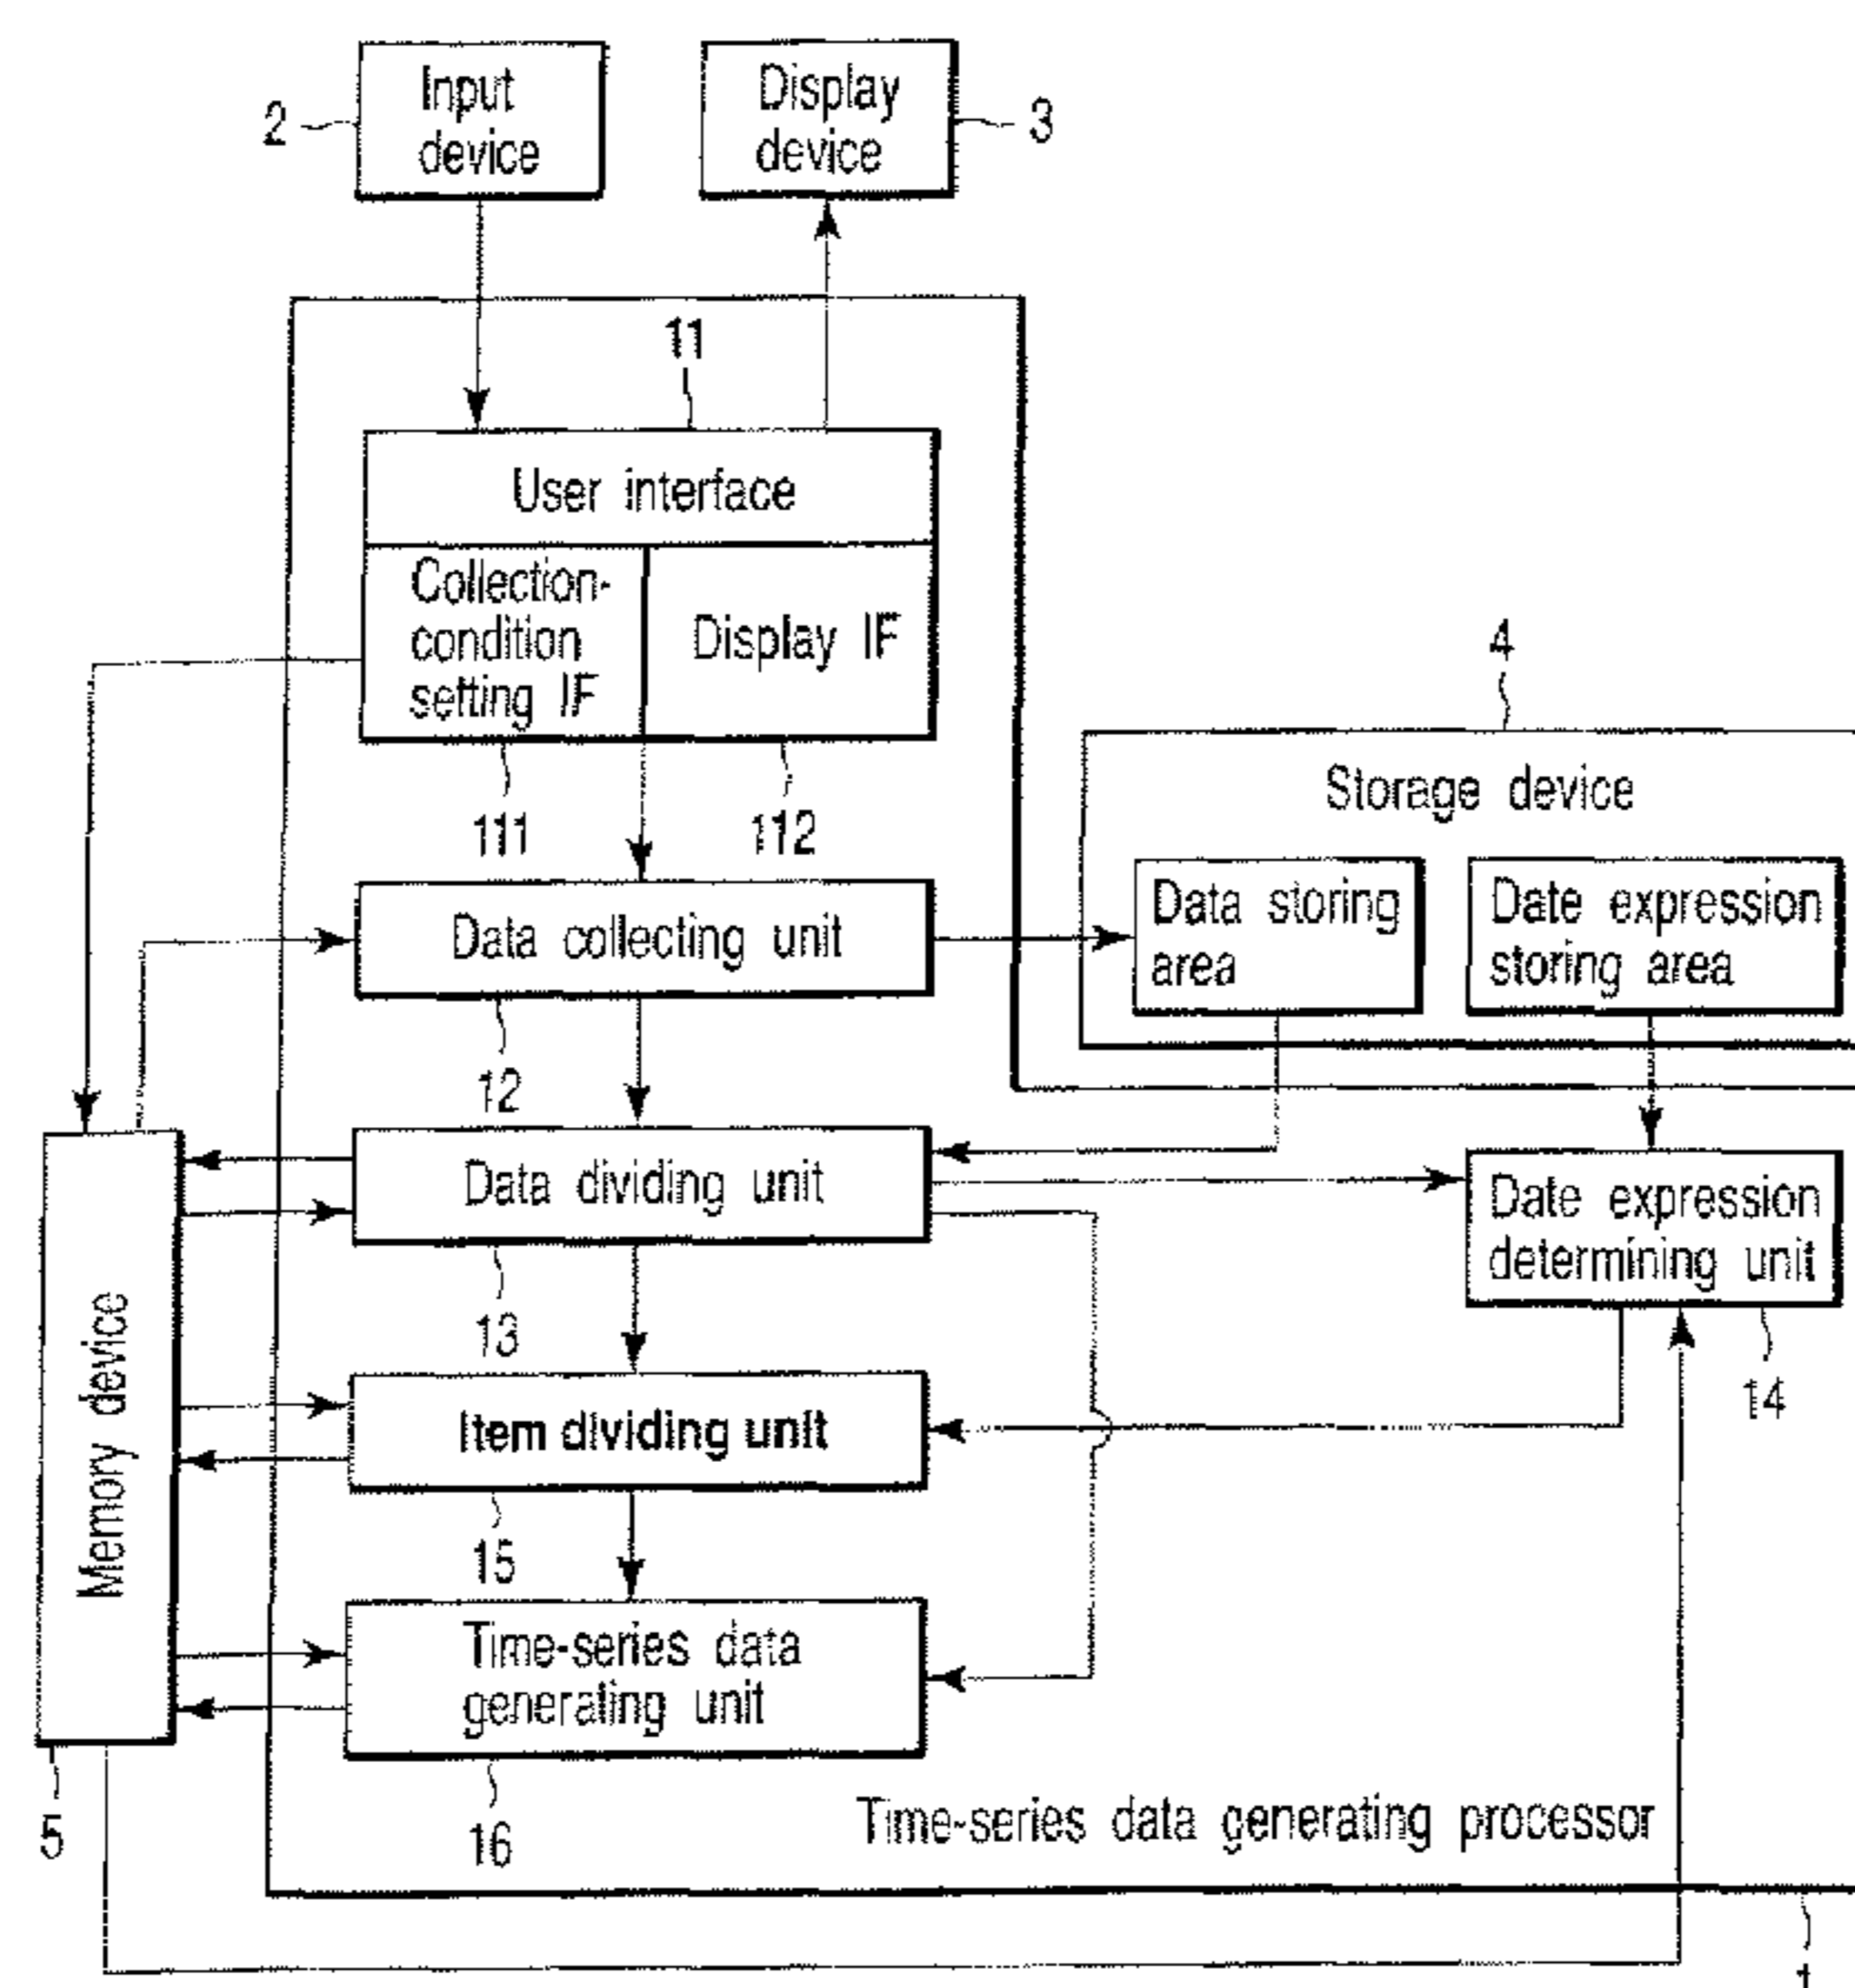 Input
device
2
Display
device
3
11
User interface
Collection-
condition
setting IF
Display IF
111
112
4
Storage device
Data storing
area
Date expression
storing area
Data collecting unit
12
Data dividing unit
13
Date expression
determining unit
14
Memory device
5
Item dividing unit
15
Time-series data
generating unit
16
Time-series data generating processor
1